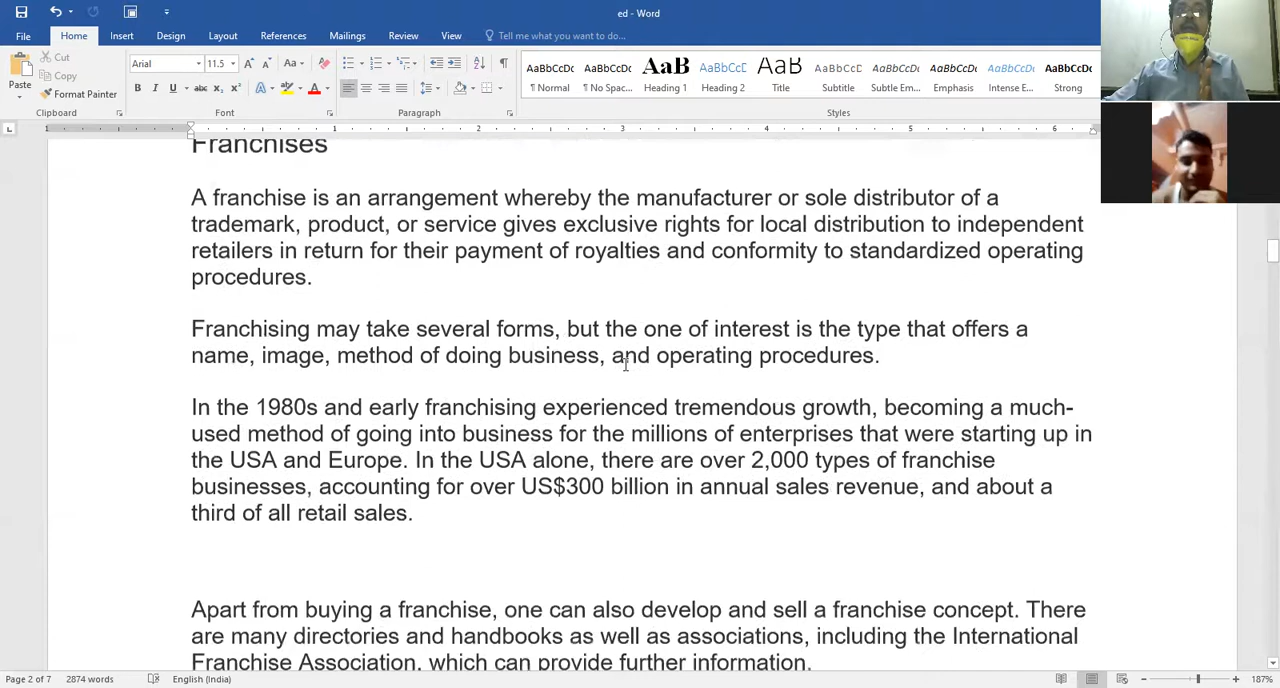 ed - Word
File Home Insert Design Layout References Mailings Review View Tell me what you want to do...
Paste
Cut
Copy
Format Painter
Clipboard
Arial 11.5
Font
Paragraph
AaBbCcDc ¶ Normal
AaBbCcDc ¶ No Spac...
AaB Heading 1
AaBbCcD Heading 2
AaB Title
AaBbCcD Subtitle
AaBbCcDc Subtle Em...
AaBbCcDc Emphasis
AaBbCcDc Intense E...
AaBbCcDc Strong
Styles
1 1 2 3 4 5 6
Franchises
A franchise is an arrangement whereby the manufacturer or sole distributor of a
trademark, product, or service gives exclusive rights for local distribution to independent
retailers in return for their payment of royalties and conformity to standardized operating
procedures.
Franchising may take several forms, but the one of interest is the type that offers a
name, image, method of doing business, and operating procedures.
In the 1980s and early franchising experienced tremendous growth, becoming a much-
used method of going into business for the millions of enterprises that were starting up in
the USA and Europe. In the USA alone, there are over 2,000 types of franchise
businesses, accounting for over US$300 billion in annual sales revenue, and about a
third of all retail sales.
Apart from buying a franchise, one can also develop and sell a franchise concept. There
are many directories and handbooks as well as associations, including the International
Franchise Association, which can provide further information.
Page 2 of 7 2874 words English (India) 187%